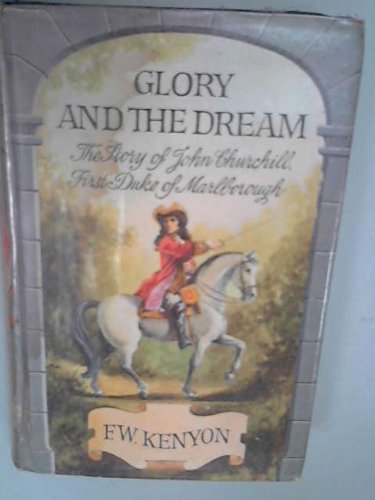 GLORY
AND THE DREAM
The Story of John Churchill,
First Duke of Marlborough
F.W. KENYON